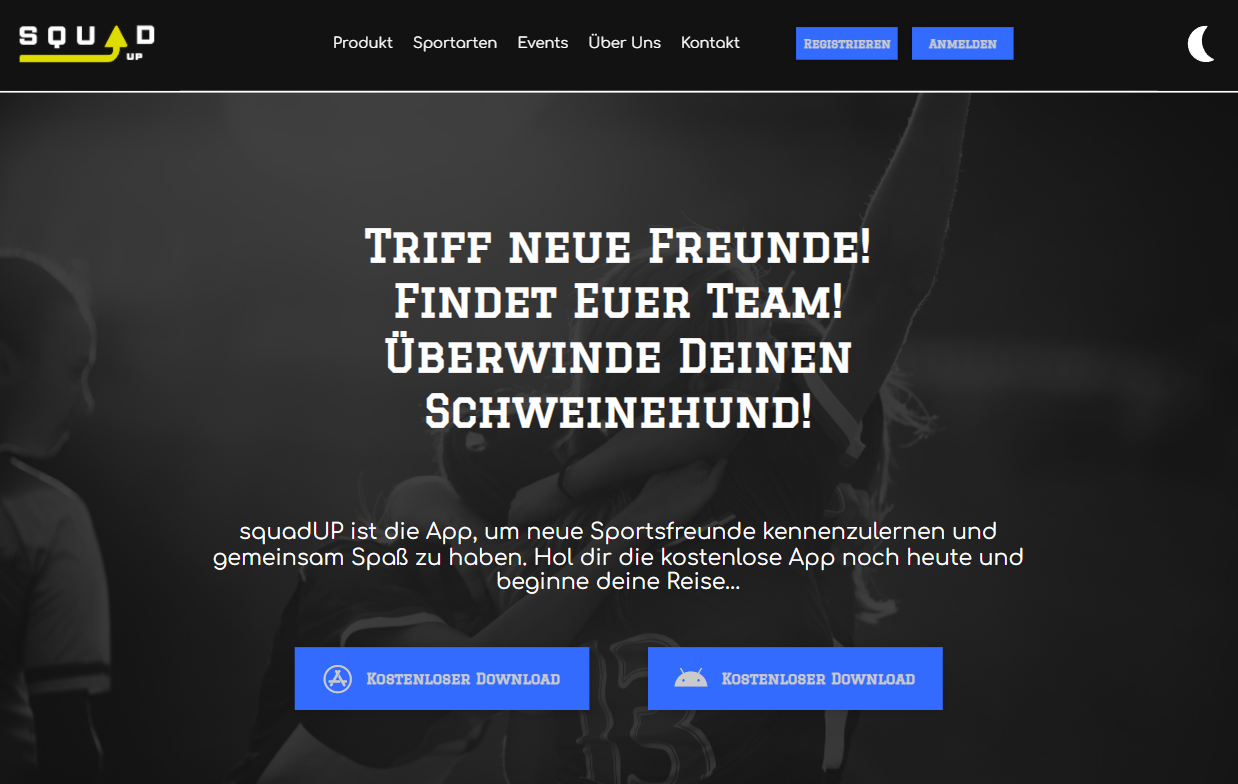 SQUAD
UP
Produkt Sportarten Events Über Uns Kontakt Registrieren Anmelden
Triff neue Freunde!
Findet Euer Team!
Überwinde Deinen
Schweinehund!
squadUP ist die App, um neue Sportsfreunde kennenzulernen und
gemeinsam Spaß zu haben. Hol dir die kostenlose App noch heute und
beginne deine Reise...
Kostenloser Download Kostenloser Download
13